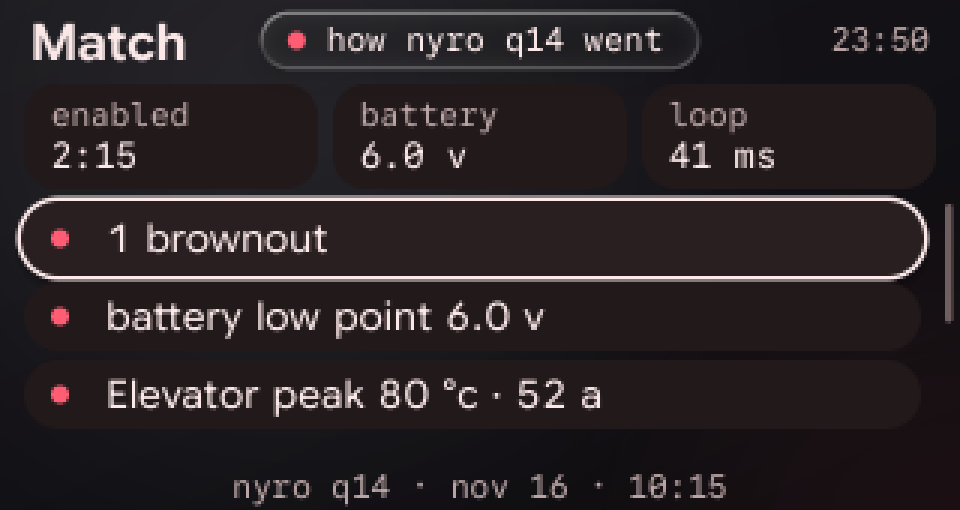 Match
how nyro q14 went
23:50
enabled
2:15
battery
6.0 v
loop
41 ms
1 brownout
battery low point 6.0 v
Elevator peak 80 °c · 52 a
nyro q14 · nov 16 · 10:15